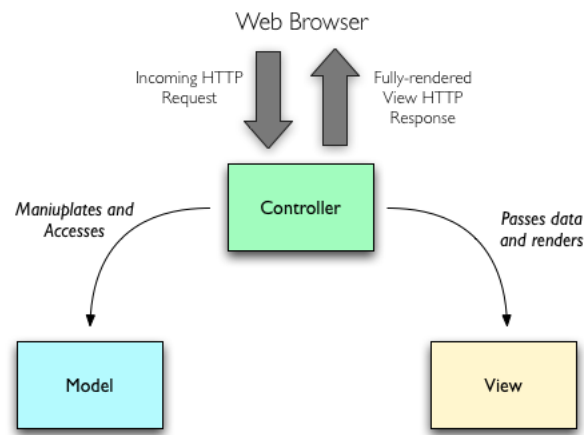 Web Browser
Incoming HTTP
Request
Fully-rendered
View HTTP
Response
Controller
Maniuplates and
Accesses
Passes data
and renders
Model
View